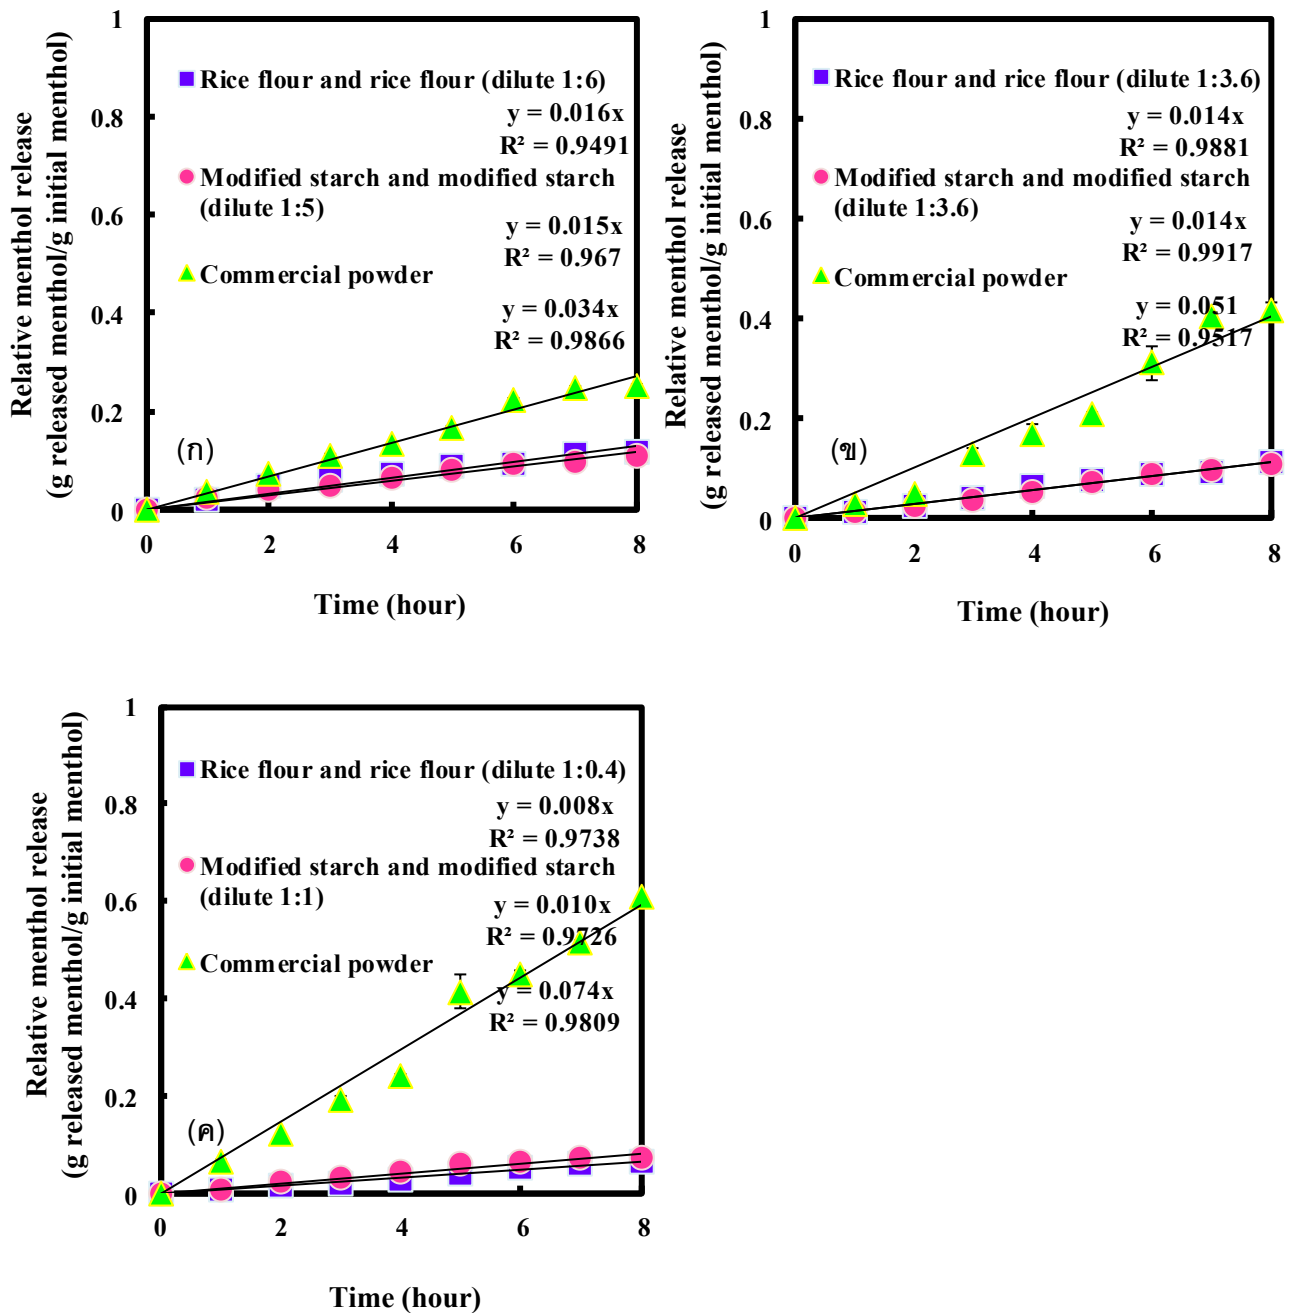 Relative menthol release
(g released menthol/g initial menthol)
1
0.8
0.6
0.4
0.2
0
Rice flour and rice flour (dilute 1:6)
y = 0.016x
R² = 0.9491
Modified starch and modified starch
(dilute 1:5)
y = 0.015x
R² = 0.967
Commercial powder
y = 0.034x
R² = 0.9866
(ก)
0 2 4 6 8
Time (hour)
Relative menthol release
(g released menthol/g initial menthol)
1
0.8
0.6
0.4
0.2
0
Rice flour and rice flour (dilute 1:3.6)
y = 0.014x
R² = 0.9881
Modified starch and modified starch
(dilute 1:3.6)
y = 0.014x
R² = 0.9917
Commercial powder
y = 0.051
R² = 0.9517
(ข)
0 2 4 6 8
Time (hour)
Relative menthol release
(g released menthol/g initial menthol)
1
0.8
0.6
0.4
0.2
0
Rice flour and rice flour (dilute 1:0.4)
y = 0.008x
R² = 0.9738
Modified starch and modified starch
(dilute 1:1)
y = 0.010x
R² = 0.9726
Commercial powder
y = 0.074x
R² = 0.9809
(ค)
0 2 4 6 8
Time (hour)